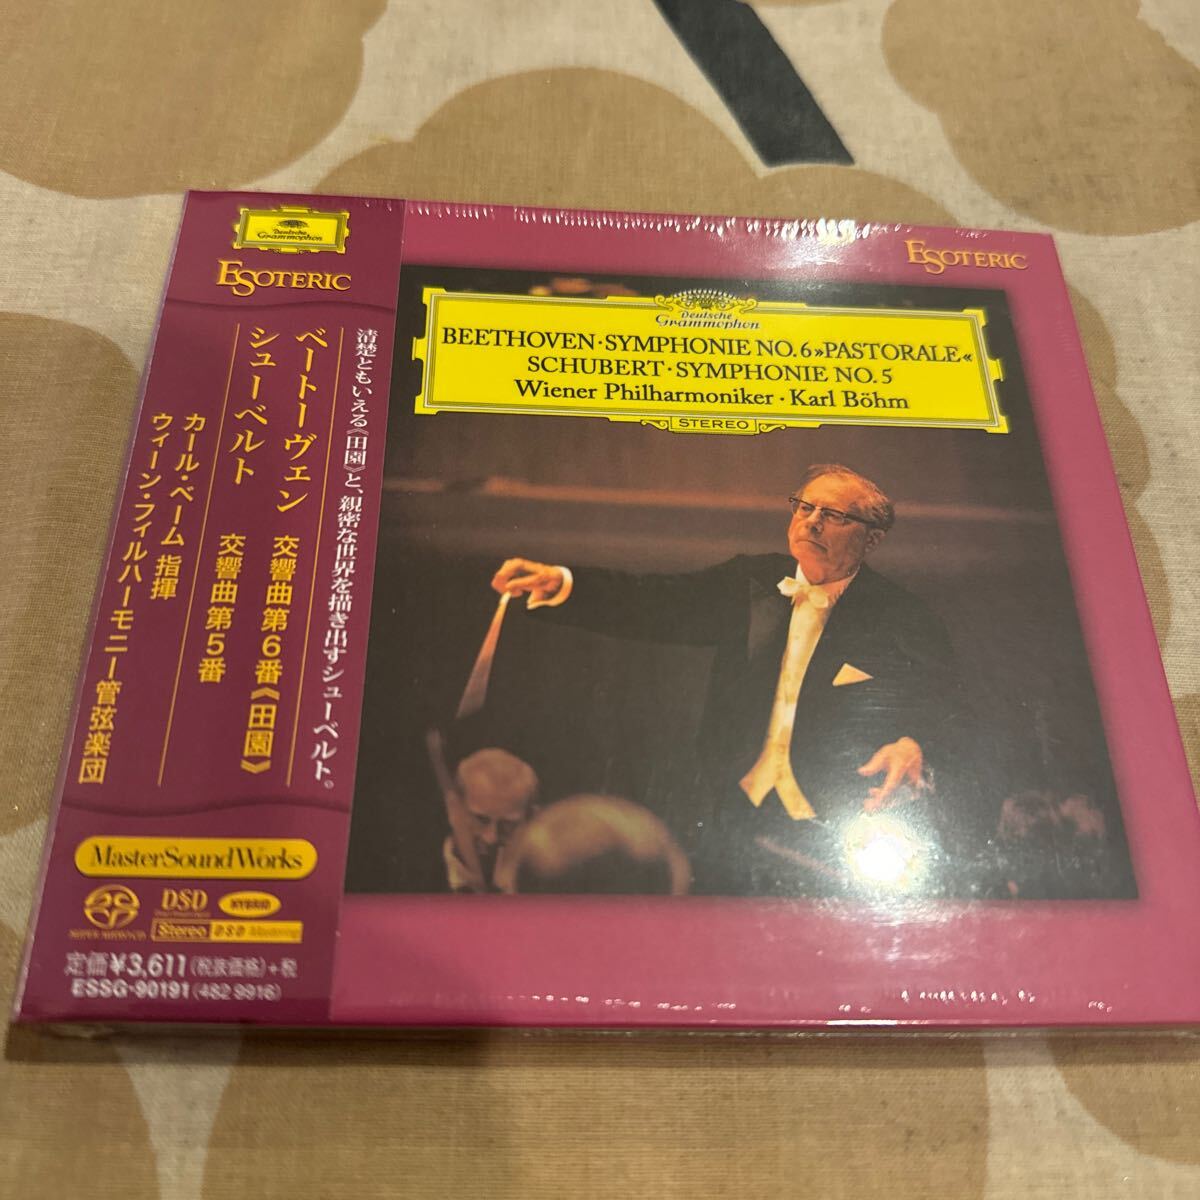 Deutsche
Grammophon
ESOTERIC
清楚ともいえる《田園》と、親密な世界を描き出すシューベルト。
ベートーヴェン 交響曲第6番《田園》
シューベルト 交響曲第5番
カール・ベーム 指揮
ウィーン・フィルハーモニー管弦楽団
MasterSoundWorks
DSD
STEREO
SUPER AUDIO CD
Stereo DSD Mastering
定価¥3,611(税抜価格)+税
ESSG-90191(482 9916)
ESOTERIC
Deutsche
Grammophon
BEETHOVEN·SYMPHONIE NO.6»PASTORALE«
SCHUBERT·SYMPHONIE NO.5
Wiener Philharmoniker·Karl Böhm
STEREO